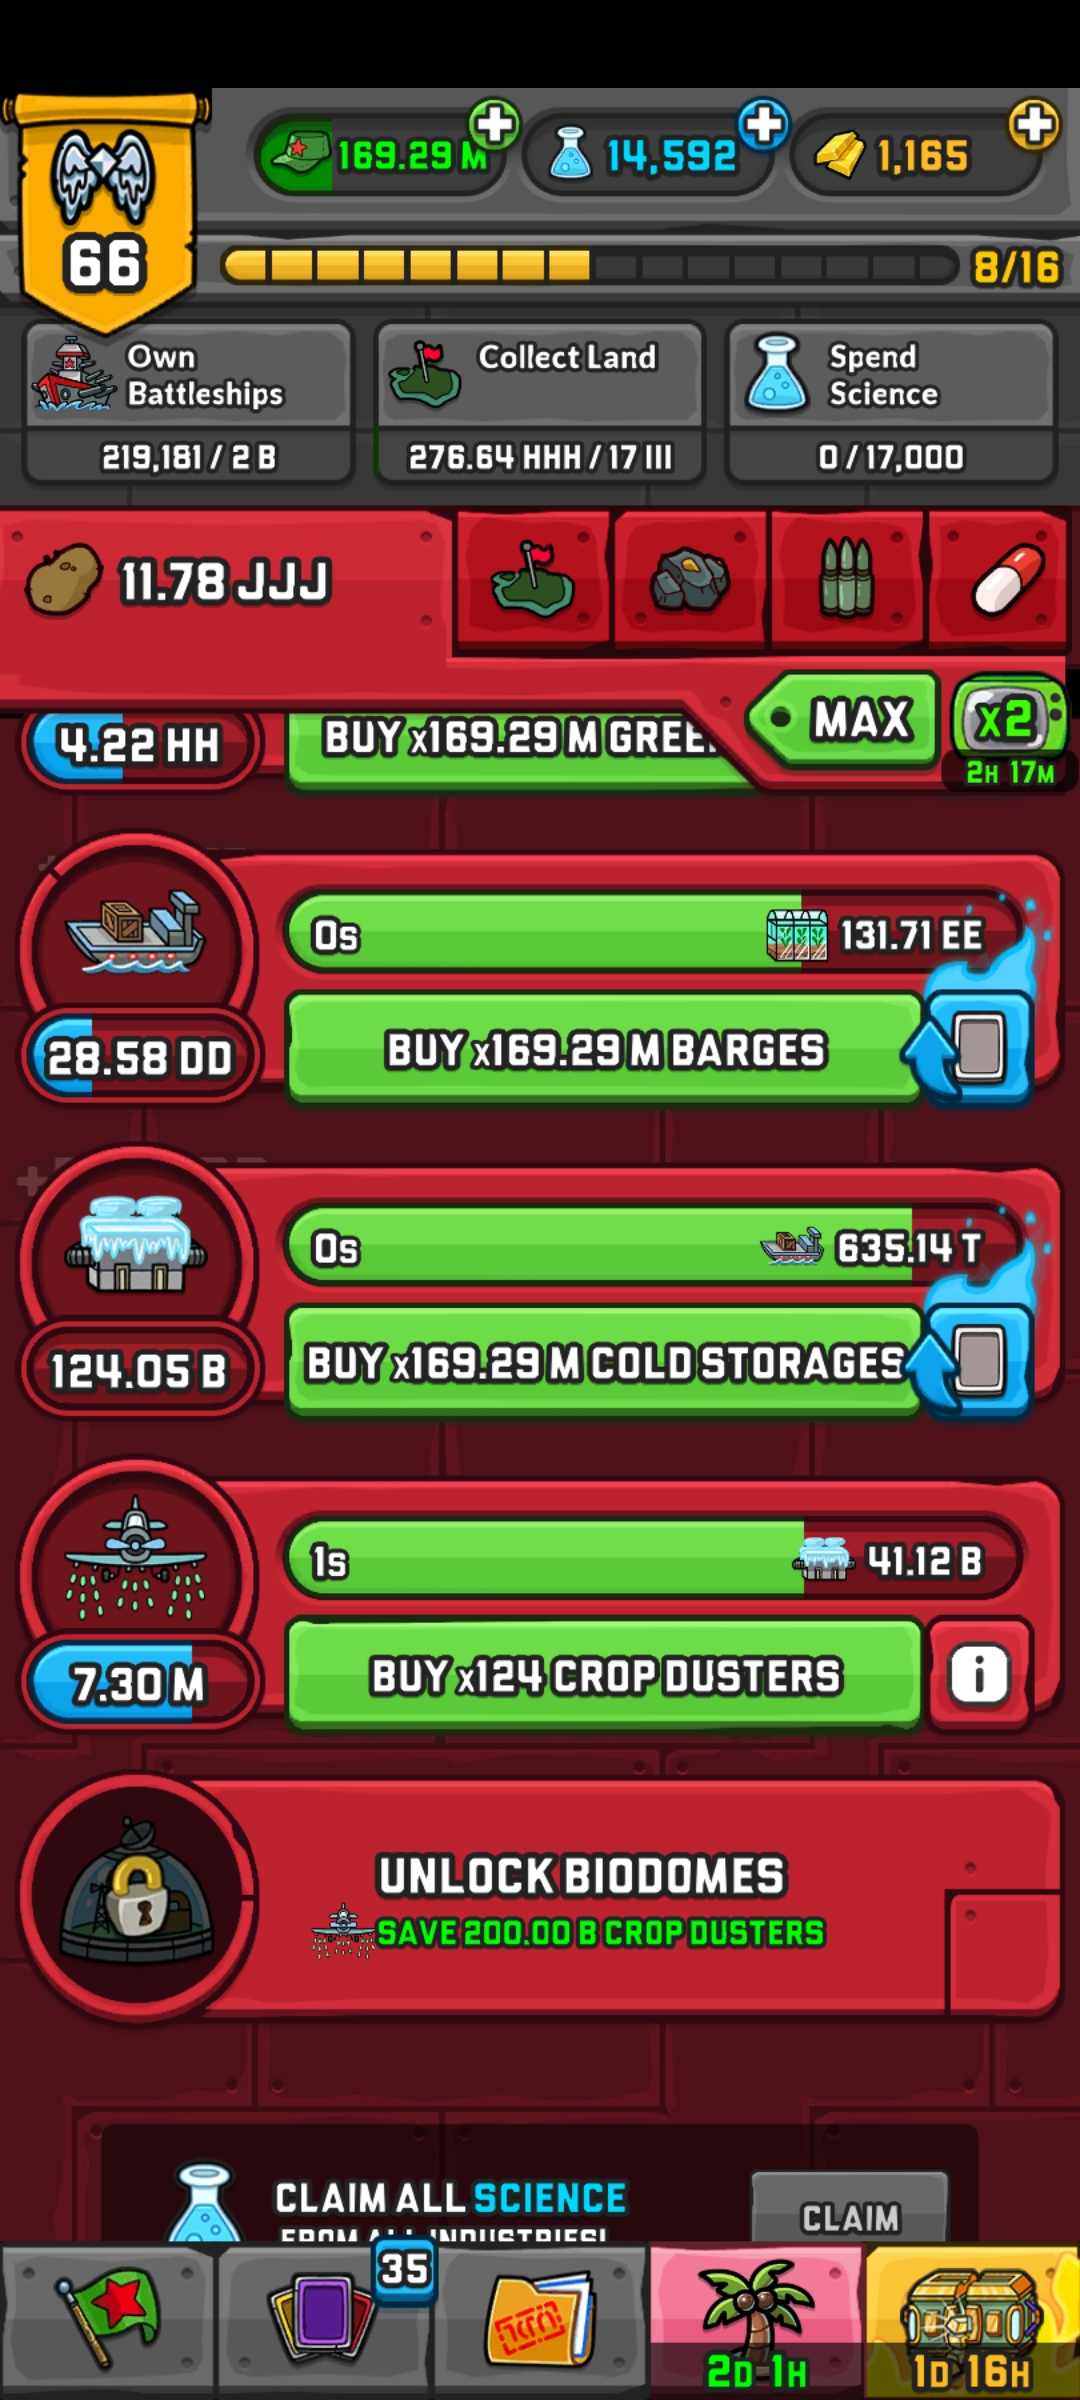 169.29 M
14,592
1,165
66
8/16
Own
Battleships
219,181 / 2 B
Collect Land
276.64 HHH / 17 III
Spend
Science
0 / 17,000
11.78 JJJ
MAX
x2
2H 17M
4.22 HH
BUY x169.29 M GREE
0s
131.71 EE
28.58 DD
BUY x169.29 M BARGES
0s
635.14 T
124.05 B
BUY x169.29 M COLD STORAGES
1s
41.12 B
7.30 M
BUY x124 CROP DUSTERS
i
UNLOCK BIODOMES
SAVE 200.00 B CROP DUSTERS
CLAIM ALL SCIENCE
FROM ALL INDUSTRIES!
CLAIM
35
2D 1H
1D 16H